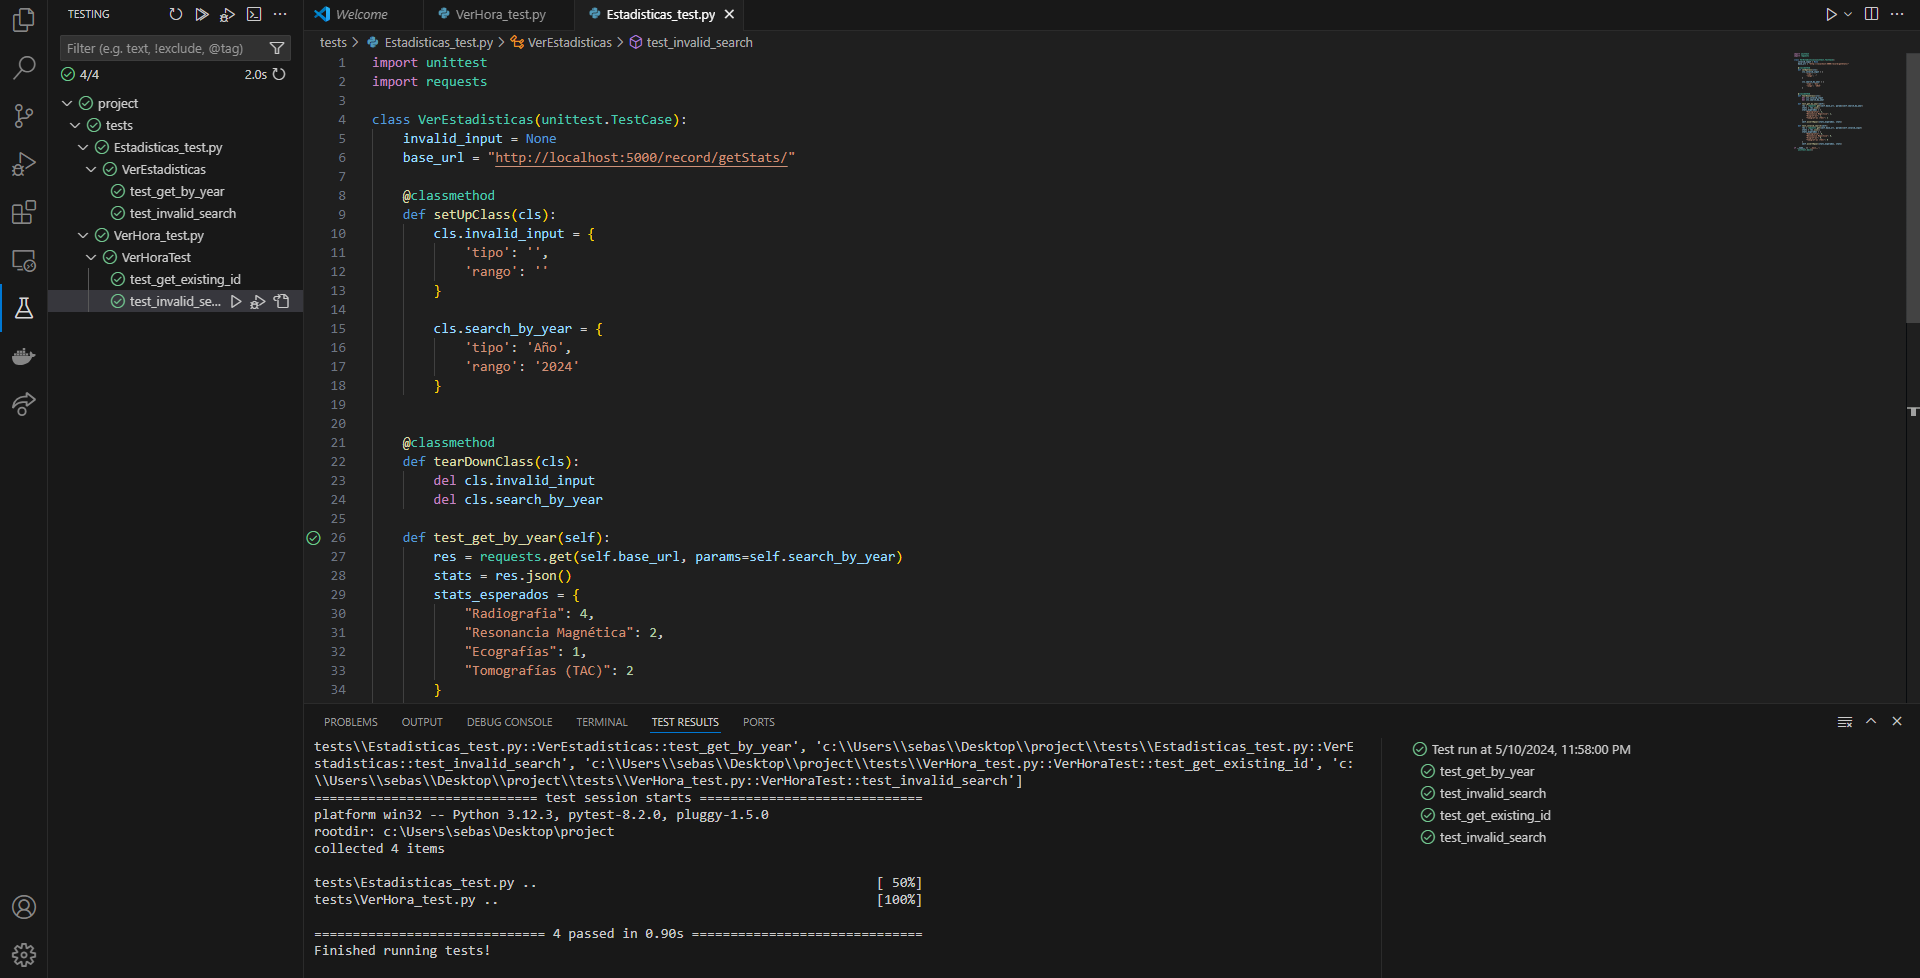 TESTING
Filter (e.g. text, !exclude, @tag)
4/4
2.0s
project
tests
Estadisticas_test.py
VerEstadisticas
test_get_by_year
test_invalid_search
VerHora_test.py
VerHoraTest
test_get_existing_id
test_invalid_se...
Welcome
VerHora_test.py
Estadisticas_test.py
tests > Estadisticas_test.py > VerEstadisticas > test_invalid_search
1 import unittest
2 import requests
3
4 class VerEstadisticas(unittest.TestCase):
5 invalid_input = None
6 base_url = "http://localhost:5000/record/getStats/"
7
8 @classmethod
9 def setUpClass(cls):
10 cls.invalid_input = {
11 'tipo': '',
12 'rango': ''
13 }
14
15 cls.search_by_year = {
16 'tipo': 'Año',
17 'rango': '2024'
18 }
19
20
21 @classmethod
22 def tearDownClass(cls):
23 del cls.invalid_input
24 del cls.search_by_year
25
26 def test_get_by_year(self):
27 res = requests.get(self.base_url, params=self.search_by_year)
28 stats = res.json()
29 stats_esperados = {
30 "Radiografia": 4,
31 "Resonancia Magnética": 2,
32 "Ecografías": 1,
33 "Tomografías (TAC)": 2
34 }
PROBLEMS OUTPUT DEBUG CONSOLE TERMINAL TEST RESULTS PORTS
tests\\Estadisticas_test.py::VerEstadisticas::test_get_by_year', 'c:\\Users\\sebas\\Desktop\\project\\tests\\Estadisticas_test.py::VerE
stadisticas::test_invalid_search', 'c:\\Users\\sebas\\Desktop\\project\\tests\\VerHora_test.py::VerHoraTest::test_get_existing_id', 'c:
\\Users\\sebas\\Desktop\\project\\tests\\VerHora_test.py::VerHoraTest::test_invalid_search']
============================= test session starts =============================
platform win32 -- Python 3.12.3, pytest-8.2.0, pluggy-1.5.0
rootdir: c:\Users\sebas\Desktop\project
collected 4 items
tests\Estadisticas_test.py .. [ 50%]
tests\VerHora_test.py .. [100%]
============================== 4 passed in 0.90s ==============================
Finished running tests!
Test run at 5/10/2024, 11:58:00 PM
test_get_by_year
test_invalid_search
test_get_existing_id
test_invalid_search